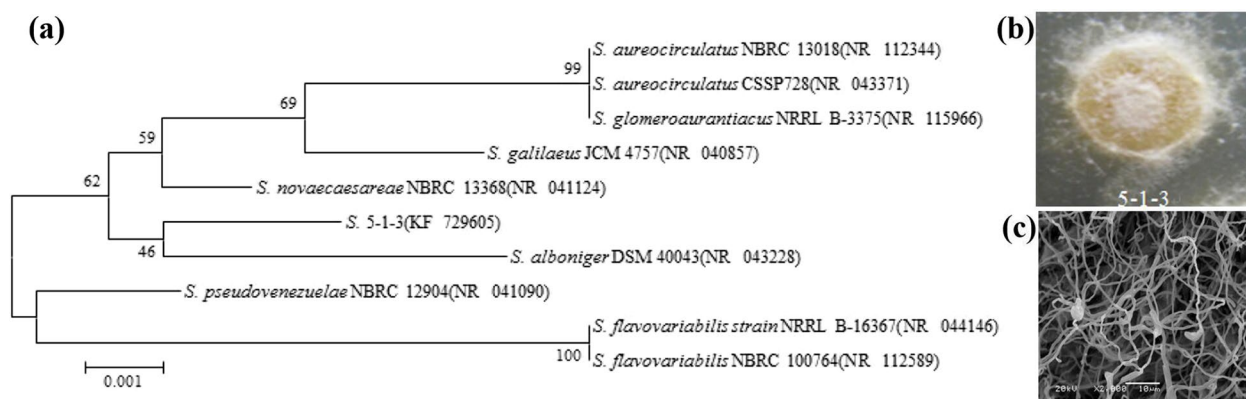 (a)
99
S. aureocirculatus NBRC 13018(NR 112344)
S. aureocirculatus CSSP728(NR 043371)
S. glomeroaurantiacus NRRL B-3375(NR 115966)
69
S. galilaeus JCM 4757(NR 040857)
59
S. novaecaesareae NBRC 13368(NR 041124)
62
S. 5-1-3(KF 729605)
46
S. alboniger DSM 40043(NR 043228)
S. pseudovenezuelae NBRC 12904(NR 041090)
S. flavovariabilis strain NRRL B-16367(NR 044146)
100
S. flavovariabilis NBRC 100764(NR 112589)
0.001
(b)
5-1-3
(c)
20kV X2,000 10μm